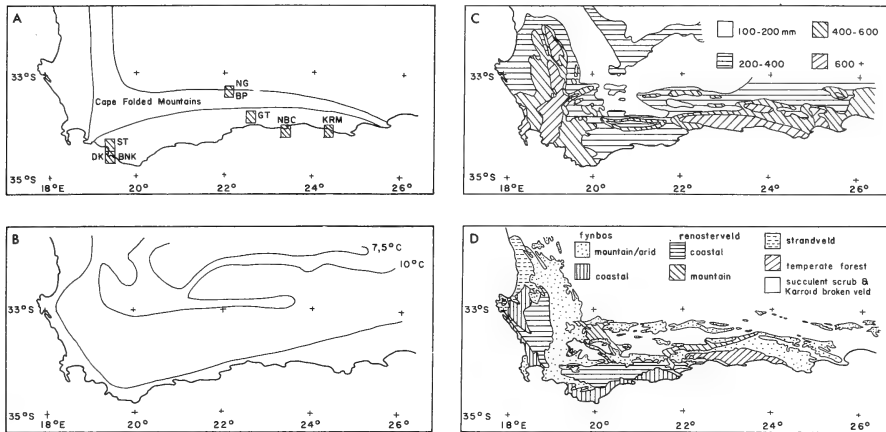 A
NG
BP
33°S
Cape Folded Mountains
GT
NBC
KRM
ST
DK BNK
35°S
18°E
20°
22°
24°
26°
C
100-200 mm
400-600
200-400
600 +
33°S
35°S
18°E
20°
22°
24°
26°
B
7,5°C
10°C
33°S
35°S
18°E
20°
22°
24°
26°
D
fynbos
renosterveld
strandveld
mountain/arid
coastal
temperate forest
coastal
mountain
succulent scrub &
Karroid broken veld
33°S
35°S
18°E
20°
22°
24°
26°